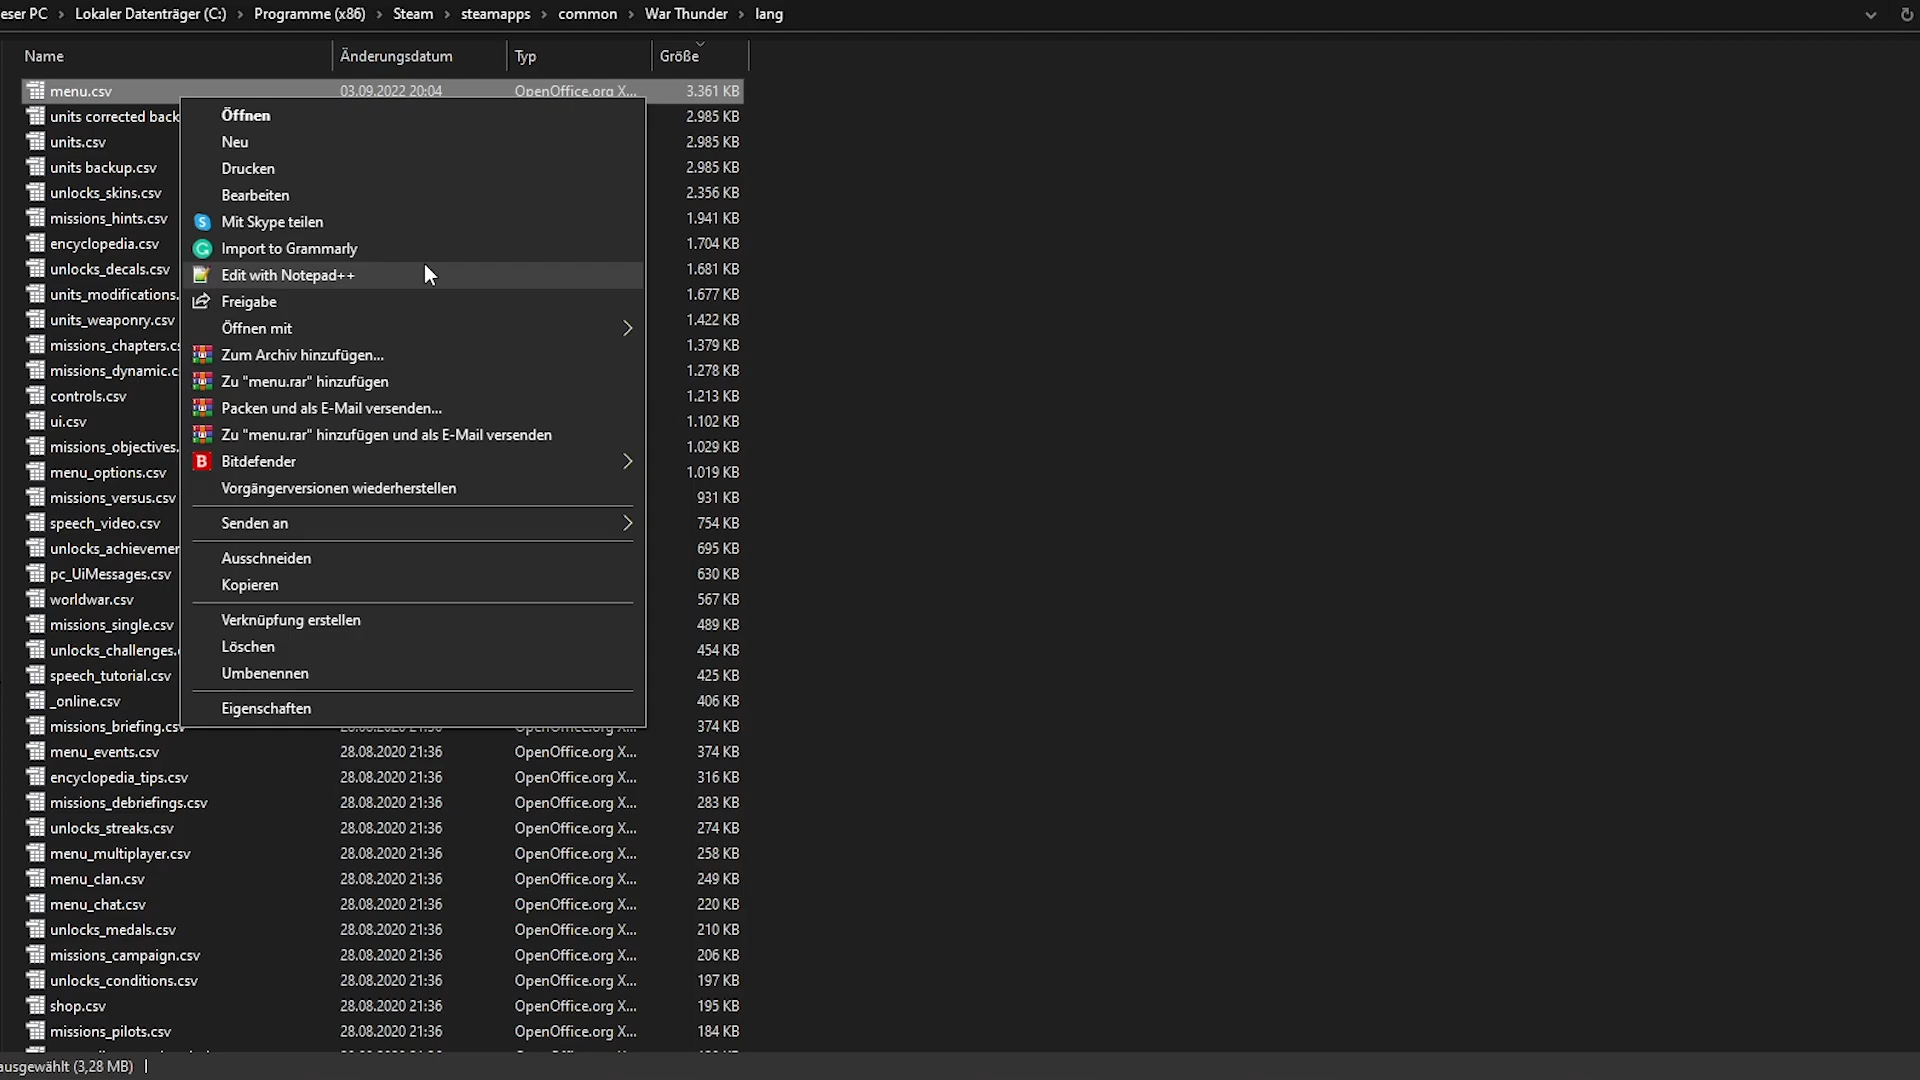 eser PC > Lokaler Datenträger (C:) > Programme (x86) > Steam > steamapps > common > War Thunder > lang
Name Änderungsdatum Typ Größe
menu.csv 03.09.2022 20:04 OpenOffice.org X... 3.361 KB
units corrected back 2.985 KB
units.csv 2.985 KB
units backup.csv 2.985 KB
unlocks_skins.csv 2.356 KB
missions_hints.csv 1.941 KB
encyclopedia.csv 1.704 KB
unlocks_decals.csv 1.681 KB
units_modifications. 1.677 KB
units_weaponry.csv 1.422 KB
missions_chapters.cs 1.379 KB
missions_dynamic.c 1.278 KB
controls.csv 1.213 KB
ui.csv 1.102 KB
missions_objectives. 1.029 KB
menu_options.csv 1.019 KB
missions_versus.csv 931 KB
speech_video.csv 754 KB
unlocks_achievemer 695 KB
pc_UiMessages.csv 630 KB
worldwar.csv 567 KB
missions_single.csv 489 KB
unlocks_challenges. 454 KB
speech_tutorial.csv 425 KB
_online.csv 406 KB
missions_briefing.csv 28.08.2020 21:36 OpenOffice.org X... 374 KB
menu_events.csv 28.08.2020 21:36 OpenOffice.org X... 374 KB
encyclopedia_tips.csv 28.08.2020 21:36 OpenOffice.org X... 316 KB
missions_debriefings.csv 28.08.2020 21:36 OpenOffice.org X... 283 KB
unlocks_streaks.csv 28.08.2020 21:36 OpenOffice.org X... 274 KB
menu_multiplayer.csv 28.08.2020 21:36 OpenOffice.org X... 258 KB
menu_clan.csv 28.08.2020 21:36 OpenOffice.org X... 249 KB
menu_chat.csv 28.08.2020 21:36 OpenOffice.org X... 220 KB
unlocks_medals.csv 28.08.2020 21:36 OpenOffice.org X... 210 KB
missions_campaign.csv 28.08.2020 21:36 OpenOffice.org X... 206 KB
unlocks_conditions.csv 28.08.2020 21:36 OpenOffice.org X... 197 KB
shop.csv 28.08.2020 21:36 OpenOffice.org X... 195 KB
missions_pilots.csv 28.08.2020 21:36 OpenOffice.org X... 184 KB
Öffnen
Neu
Drucken
Bearbeiten
Mit Skype teilen
Import to Grammarly
Edit with Notepad++
Freigabe
Öffnen mit
Zum Archiv hinzufügen...
Zu "menu.rar" hinzufügen
Packen und als E-Mail versenden...
Zu "menu.rar" hinzufügen und als E-Mail versenden
Bitdefender
Vorgängerversionen wiederherstellen
Senden an
Ausschneiden
Kopieren
Verknüpfung erstellen
Löschen
Umbenennen
Eigenschaften
ausgewählt (3,28 MB)